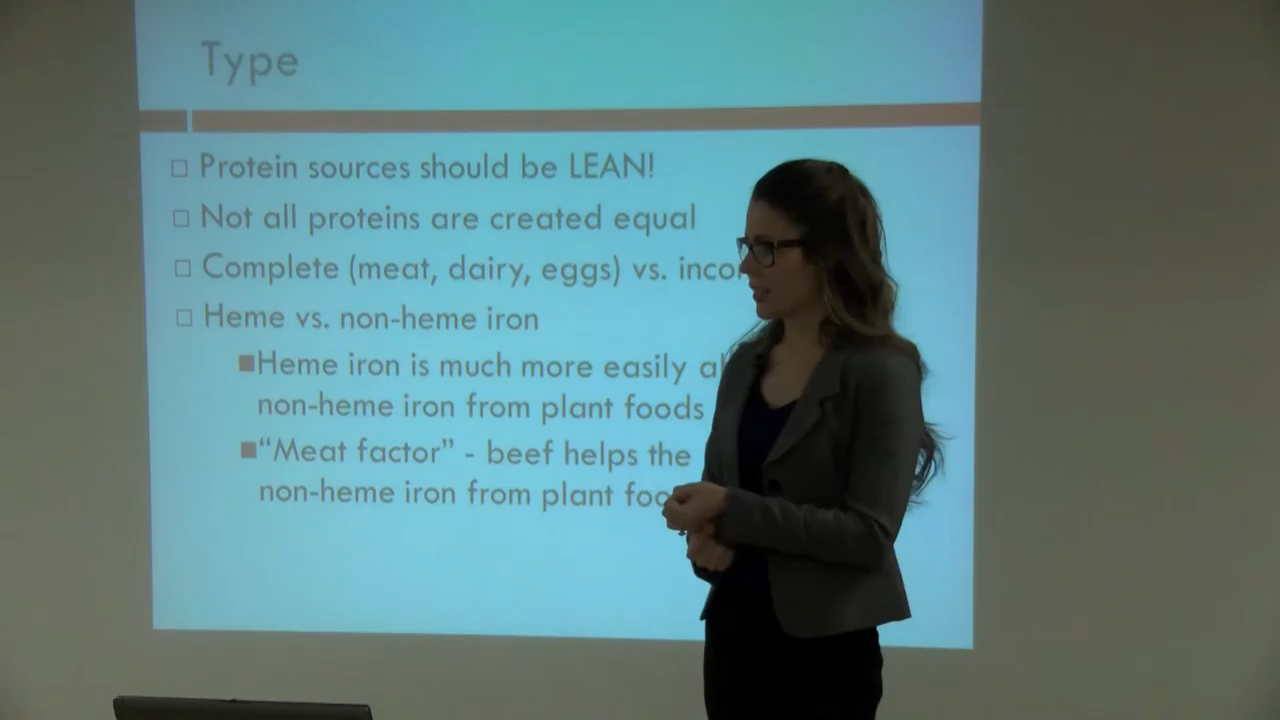 Type
Protein sources should be LEAN!
Not all proteins are created equal
Complete (meat, dairy, eggs) vs.
Heme vs. non-heme iron
Heme iron is much more easily
non-heme iron from plant foods
“Meat factor” - beef helps the
non-heme iron from plant